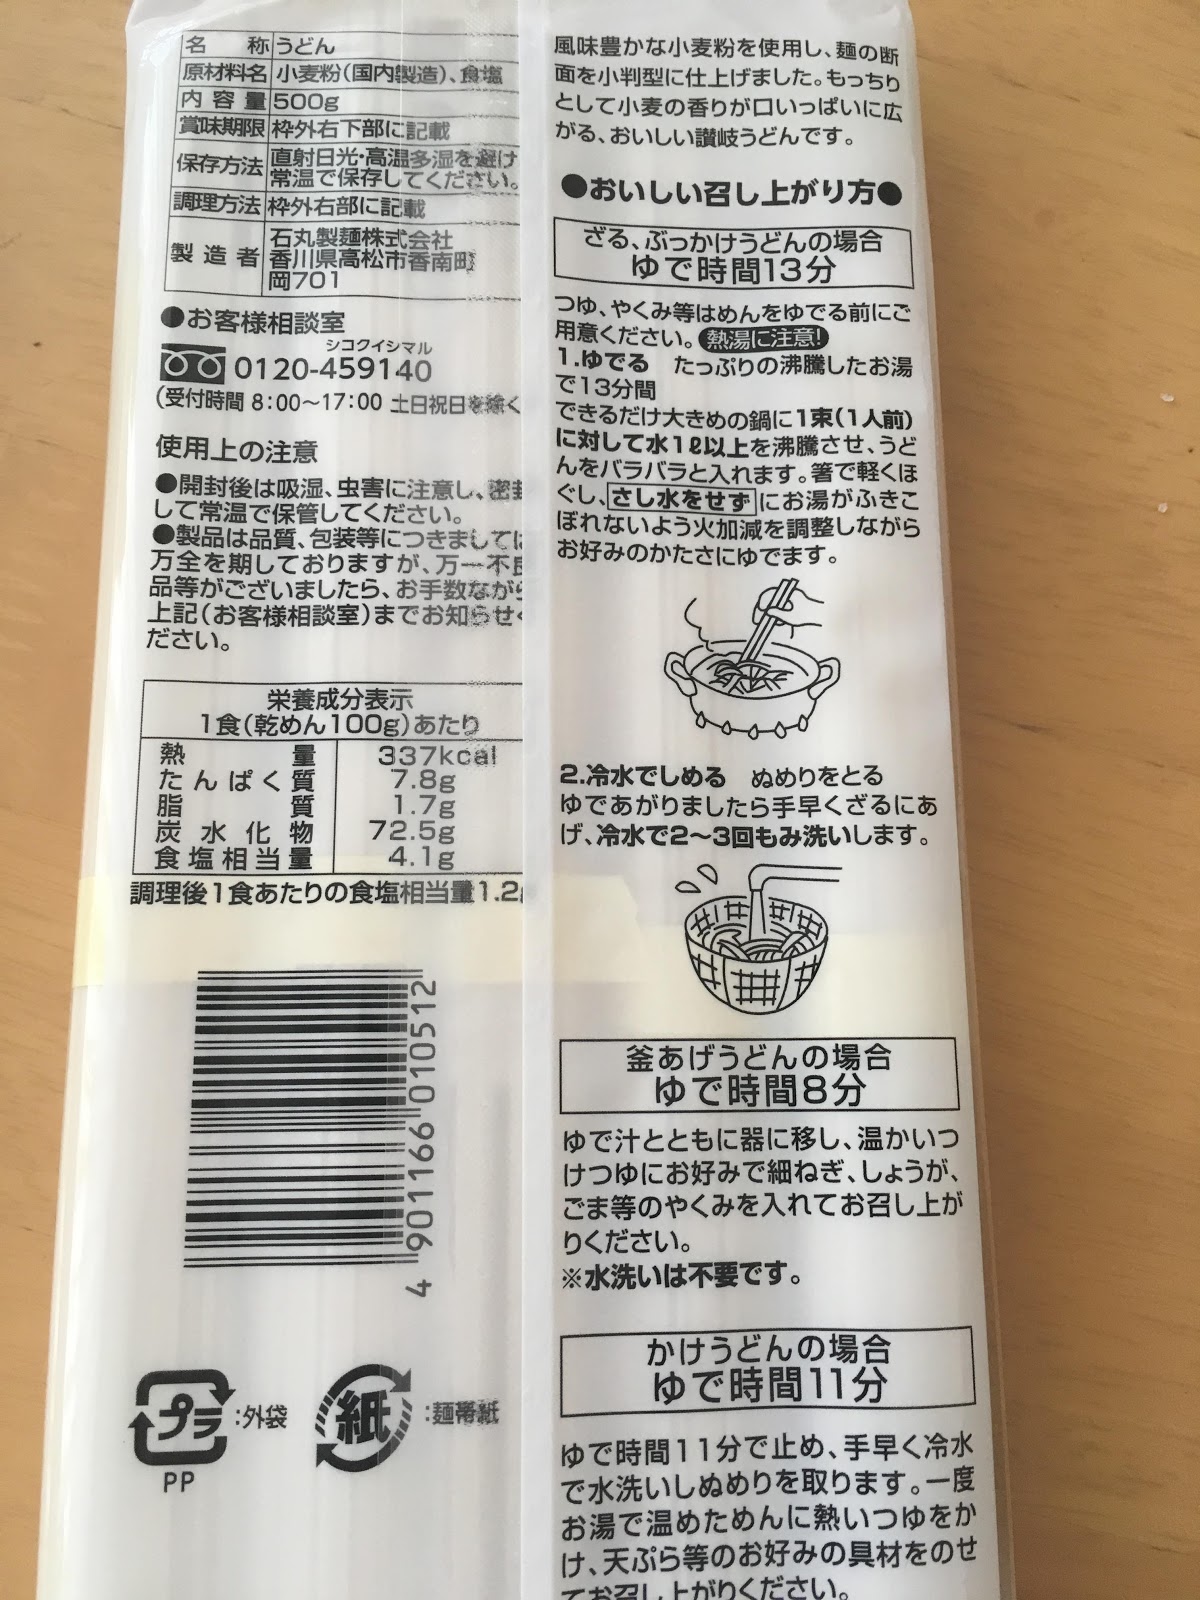 名称 うどん
原材料名 小麦粉(国内製造)、食塩
内容量 500g
賞味期限 枠外右下部に記載
保存方法 直射日光・高温多湿を避け
常温で保存してください。
調理方法 枠外右部に記載
製造者 石丸製麺株式会社
香川県高松市香南町
岡701
●お客様相談室
シコクイシマル
0120-459140
(受付時間 8:00〜17:00 土日祝日を除く
使用上の注意
●開封後は吸湿、虫害に注意し、密封
して常温で保管してください。
●製品は品質、包装等につきましては
万全を期しておりますが、万一不良
品等がございましたら、お手数ながら
上記(お客様相談室)までお知らせく
ださい。
栄養成分表示
1食(乾めん100g)あたり
熱量 337kcal
たんぱく質 7.8g
脂質 1.7g
炭水化物 72.5g
食塩相当量 4.1g
調理後1食あたりの食塩相当量1.2g
4 901166 010512
プラ :外袋
PP
紙 :麺帯紙
風味豊かな小麦粉を使用し、麺の断
面を小判型に仕上げました。もっちり
として小麦の香りが口いっぱいに広
がる、おいしい讃岐うどんです。
●おいしい召し上がり方●
ざる、ぶっかけうどんの場合
ゆで時間13分
つゆ、やくみ等はめんをゆでる前にご
用意ください。熱湯に注意!
1.ゆでる たっぷりの沸騰したお湯
で13分間
できるだけ大きめの鍋に1束(1人前)
に対して水1ℓ以上を沸騰させ、うど
んをバラバラと入れます。箸で軽くほ
ぐし、さし水をせずにお湯がふきこ
ぼれないよう火加減を調整しながら
お好みのかたさにゆでます。
2.冷水でしめる ぬめりをとる
ゆであがりましたら手早くざるにあ
げ、冷水で2〜3回もみ洗いします。
釜あげうどんの場合
ゆで時間8分
ゆで汁とともに器に移し、温かいつ
けつゆにお好みで細ねぎ、しょうが、
ごま等のやくみを入れてお召し上が
りください。
※水洗いは不要です。
かけうどんの場合
ゆで時間11分
ゆで時間11分で止め、手早く冷水
で水洗いしぬめりを取ります。一度
お湯で温めためんに熱いつゆをか
け、天ぷら等のお好みの具材をのせ
てお召し上がりください。